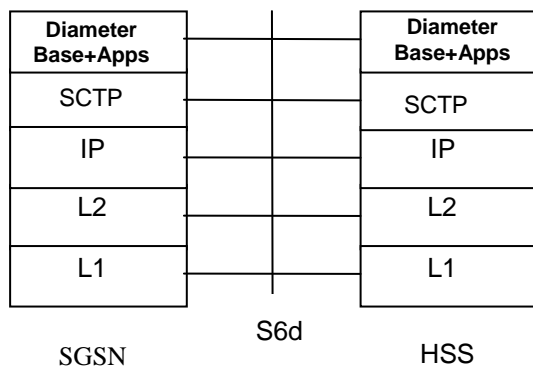 Diameter
Base+Apps
SCTP
IP
L2
L1
SGSN
Diameter
Base+Apps
SCTP
IP
L2
L1
HSS
S6d